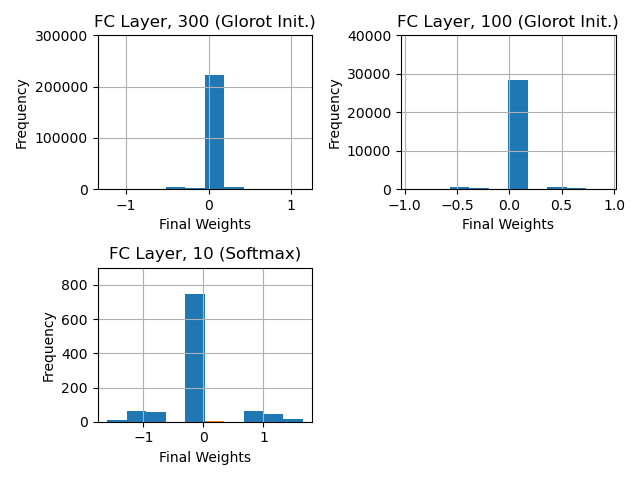 FC Layer, 300 (Glorot Init.)
300000
200000
100000
0
Frequency
−1 0 1
Final Weights
FC Layer, 100 (Glorot Init.)
40000
30000
20000
10000
0
Frequency
−1.0 −0.5 0.0 0.5 1.0
Final Weights
FC Layer, 10 (Softmax)
800
600
400
200
0
Frequency
−1 0 1
Final Weights